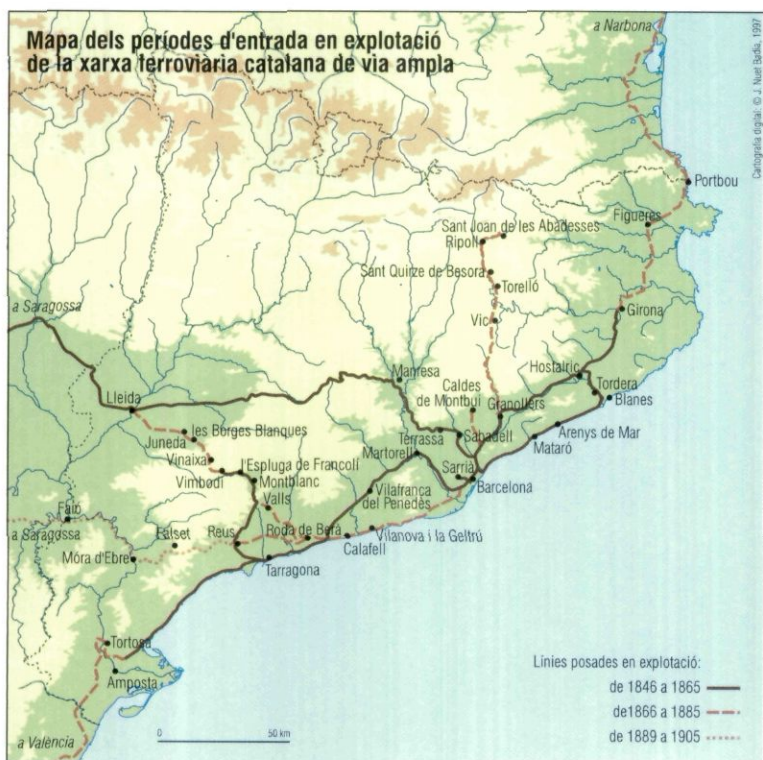 Mapa dels períodes d'entrada en explotació
de la xarxa ferroviària catalana de via ampla
a Narbona
Cartografia digital: © J. Nuet Badia, 1997
Portbou
Figueres
Sant Joan de les Abadesses
Ripoll
Sant Quirze de Besora
Torelló
a Saragossa
Vic
Girona
Manresa
Hostalric
Lleida
Caldes
de Montbui
Tordera
Granollers
Blanes
les Borges Blanques
Juneda
Terrassa
Sabadell
Arenys de Mar
Martorell
Mataró
Vinaixa
l'Espluga de Francolí
Sarrià
Vimbodí
Montblanc
Barcelona
Valls
Vilafranca
del Penedès
Faió
a Saragossa
Falset
Reus
Roda de Berà
Vilanova i la Geltrú
Calafell
Móra d'Ebre
Tarragona
Tortosa
Amposta
Línies posades en explotació:
de 1846 a 1865
de1866 a 1885
de 1889 a 1905
0 50 km
a València